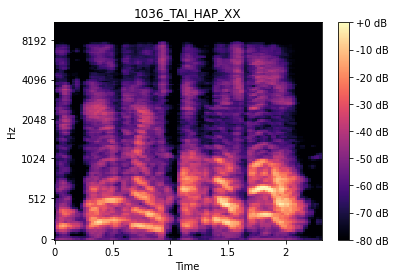 1036_TAI_HAP_XX
+0 dB
8192
-10 dB
4096
-20 dB
-30 dB
2048
Hz
-40 dB
1024
-50 dB
512
-60 dB
-70 dB
0
-80 dB
0 0.5 1 1.5 2
Time